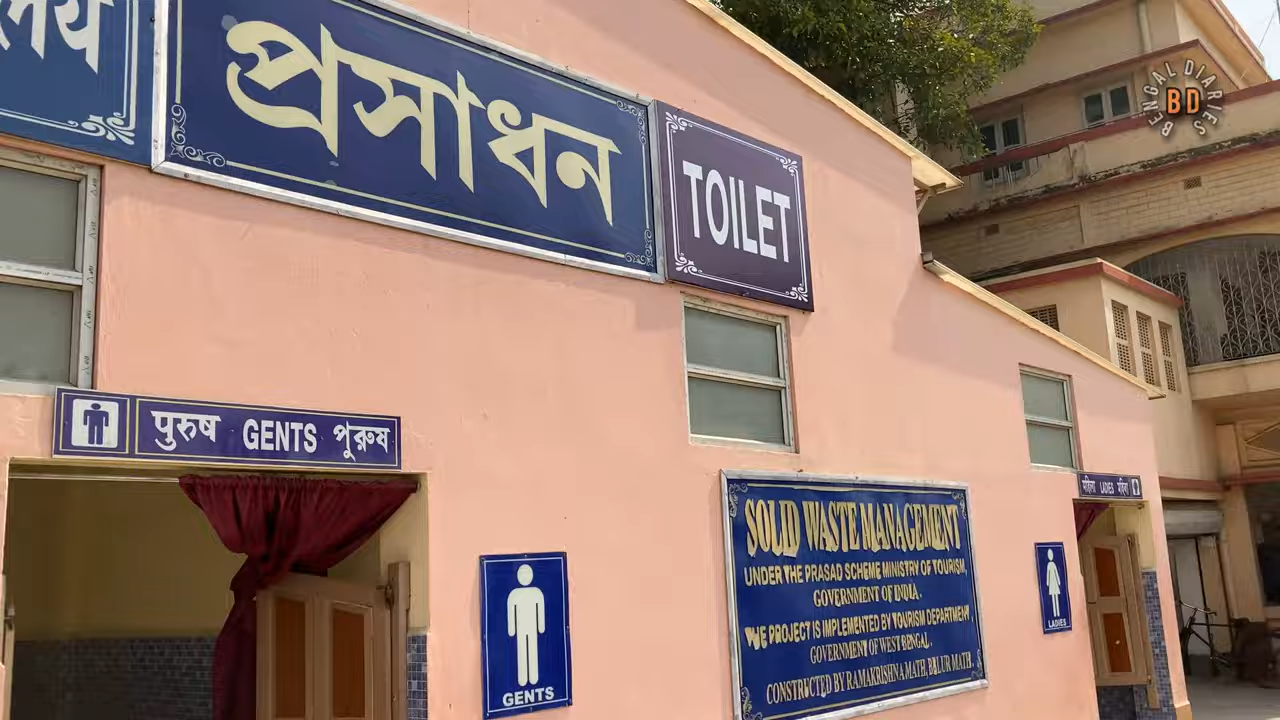 প্রসাধন
TOILET
BENGAL DIARIES
BD
पुरुष GENTS পুরুষ
SOLID WASTE MANAGEMENT
UNDER THE PRASAD SCHEME MINISTRY OF TOURISM,
GOVERNMENT OF INDIA.
PROJECT IS IMPLEMENTED BY TOURISM DEPARTMENT
GOVERNMENT OF WEST BENGAL.
CONSTRUCTED BY RAMAKRISHNA MATH, BELUR MATH.
महिला LADIES মহিলা
GENTS
LADIES